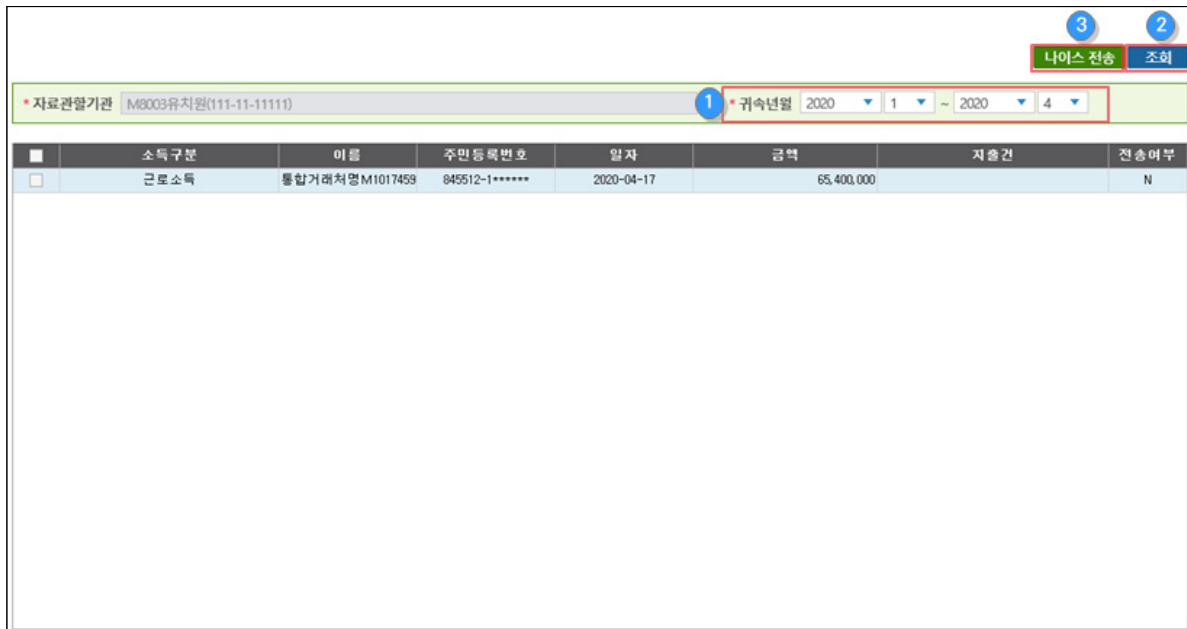 3 2
나이스 전송 조회
* 자료관할기관 M8003유치원(111-11-11111) 1 * 귀속년월 2020 1 ~ 2020 4
소득구분 이름 주민등록번호 일자 금액 지출건 전송여부
근로소득 통합거래처명M1017459 845512-1****** 2020-04-17 65,400,000 N